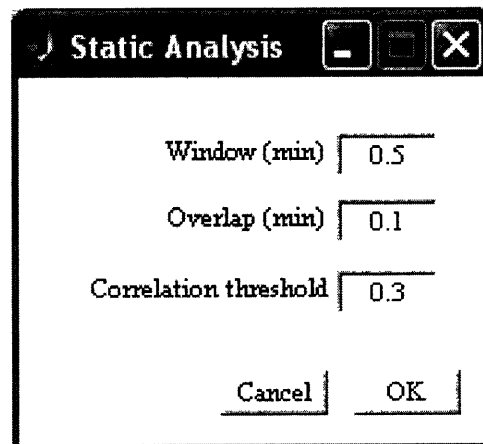 Static Analysis
Window (min) 0.5
Overlap (min) 0.1
Correlation threshold 0.3
Cancel OK